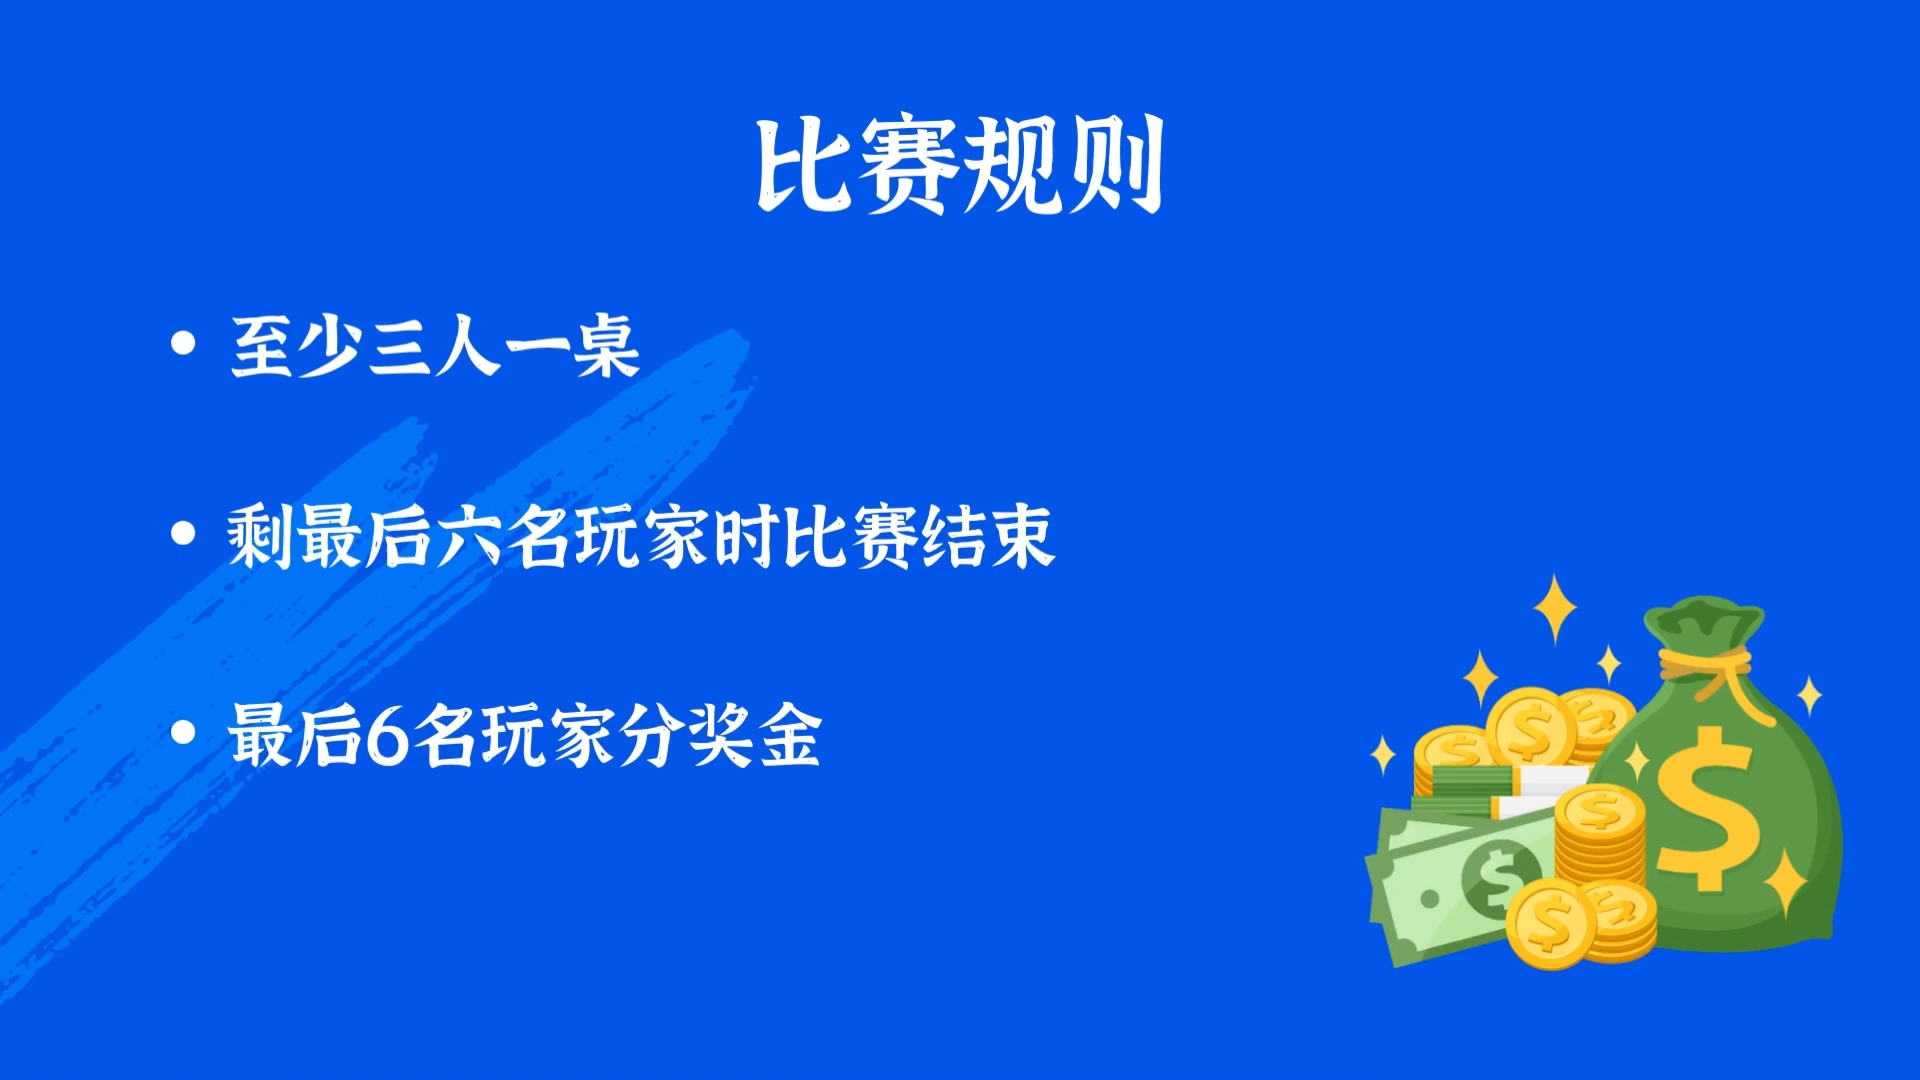 比赛规则
• 至少三人一桌
• 剩最后六名玩家时比赛结束
• 最后6名玩家分奖金
$